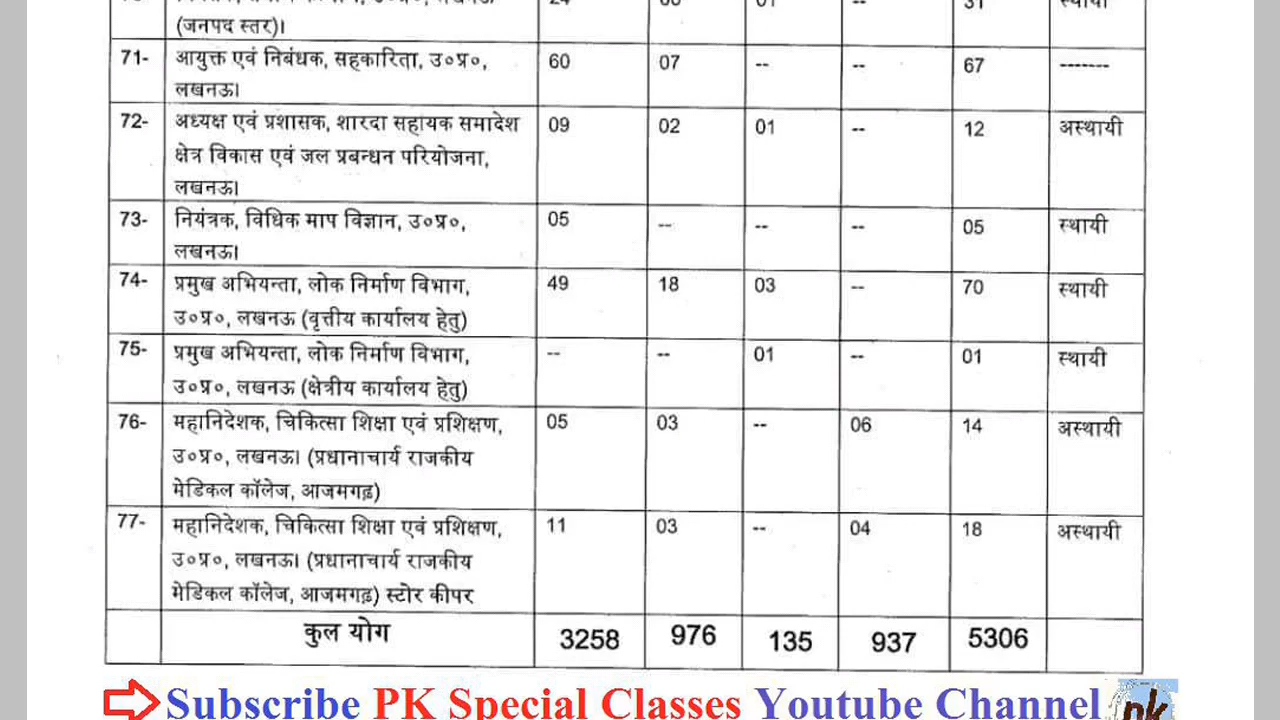 24 01 -- 31 स्थायी
(जनपद स्तर)।
71- आयुक्त एवं निबंधक, सहकारिता, उ०प्र०, 60 07 -- -- 67 -------
लखनऊ।
72- अध्यक्ष एवं प्रशासक, शारदा सहायक समादेश 09 02 01 -- 12 अस्थायी
क्षेत्र विकास एवं जल प्रबन्धन परियोजना,
लखनऊ।
73- नियंत्रक, विधिक माप विज्ञान, उ०प्र०, 05 -- -- -- 05 स्थायी
लखनऊ।
74- प्रमुख अभियन्ता, लोक निर्माण विभाग, 49 18 03 -- 70 स्थायी
उ०प्र०, लखनऊ (वृत्तीय कार्यालय हेतु)
75- प्रमुख अभियन्ता, लोक निर्माण विभाग, -- -- 01 -- 01 स्थायी
उ०प्र०, लखनऊ (क्षेत्रीय कार्यालय हेतु)
76- महानिदेशक, चिकित्सा शिक्षा एवं प्रशिक्षण, 05 03 -- 06 14 अस्थायी
उ०प्र०, लखनऊ। (प्रधानाचार्य राजकीय
मेडिकल कॉलेज, आजमगढ़)
77- महानिदेशक, चिकित्सा शिक्षा एवं प्रशिक्षण, 11 03 -- 04 18 अस्थायी
उ०प्र०, लखनऊ। (प्रधानाचार्य राजकीय
मेडिकल कॉलेज, आजमगढ़) स्टोर कीपर
कुल योग 3258 976 135 937 5306
Subscribe PK Special Classes Youtube Channel pk